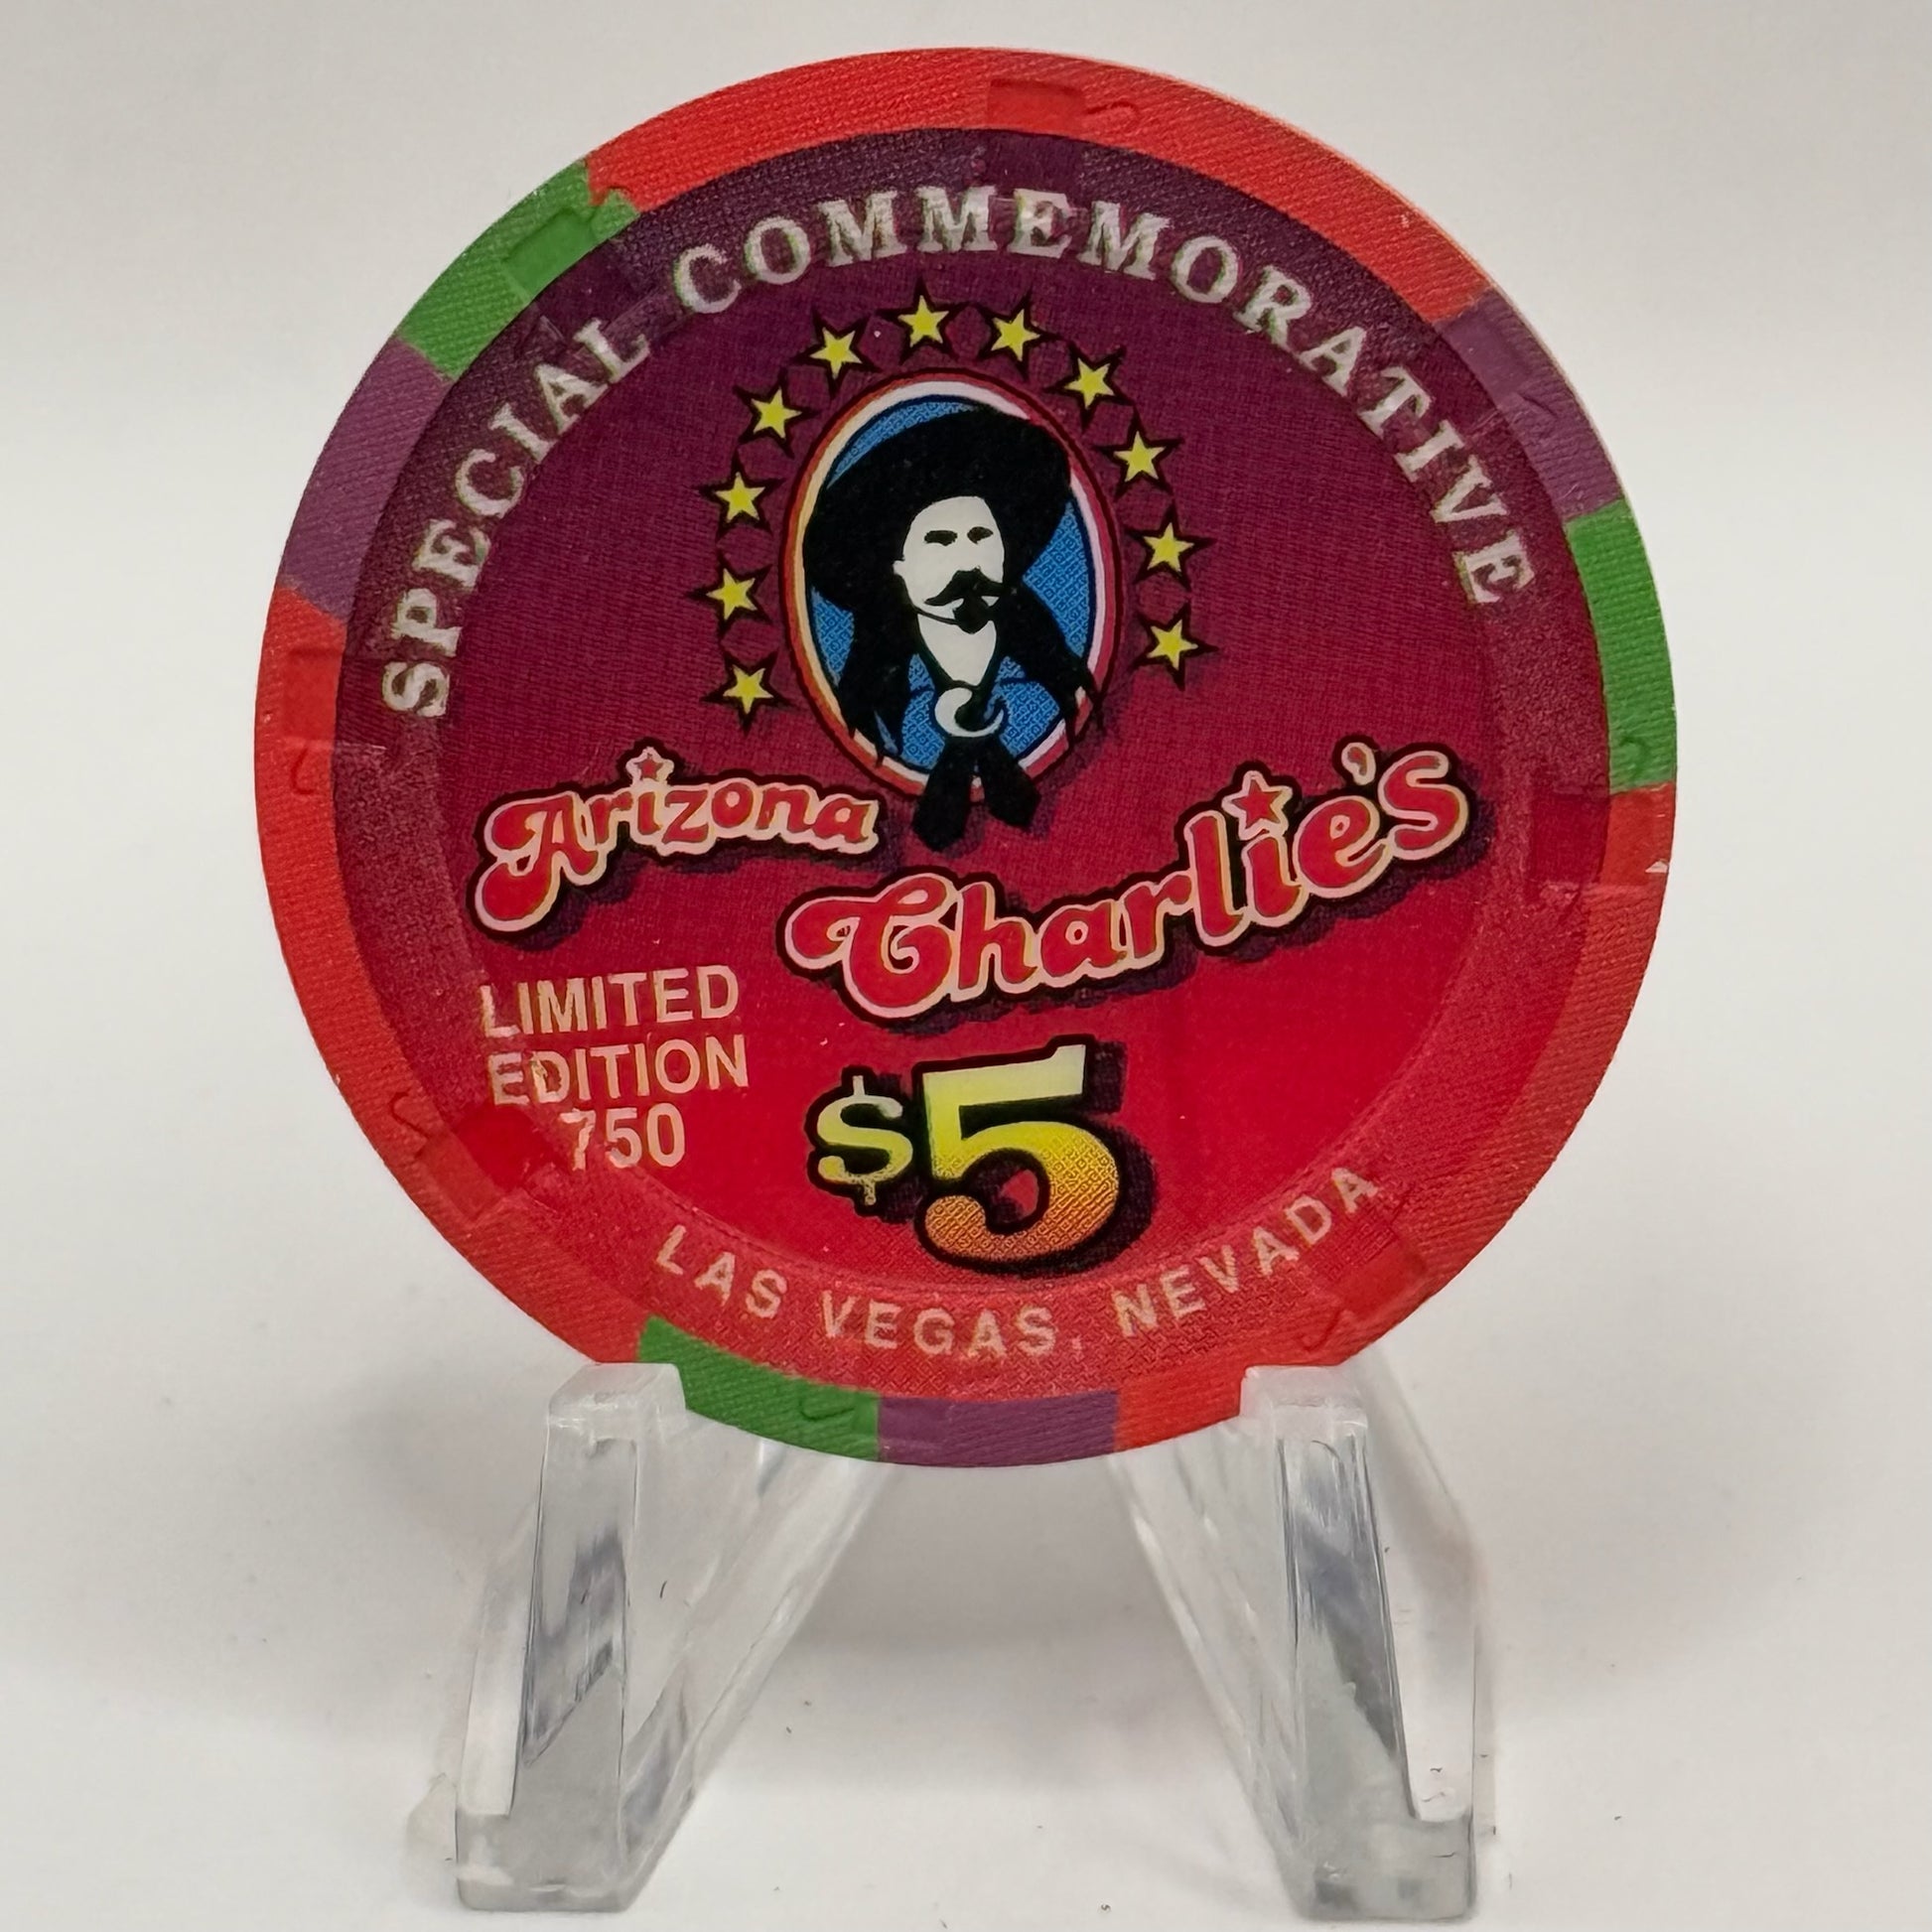 SPECIAL COMMEMORATIVE
Arizona
Charlie's
LIMITED
EDITION
750
$5
LAS VEGAS, NEVADA